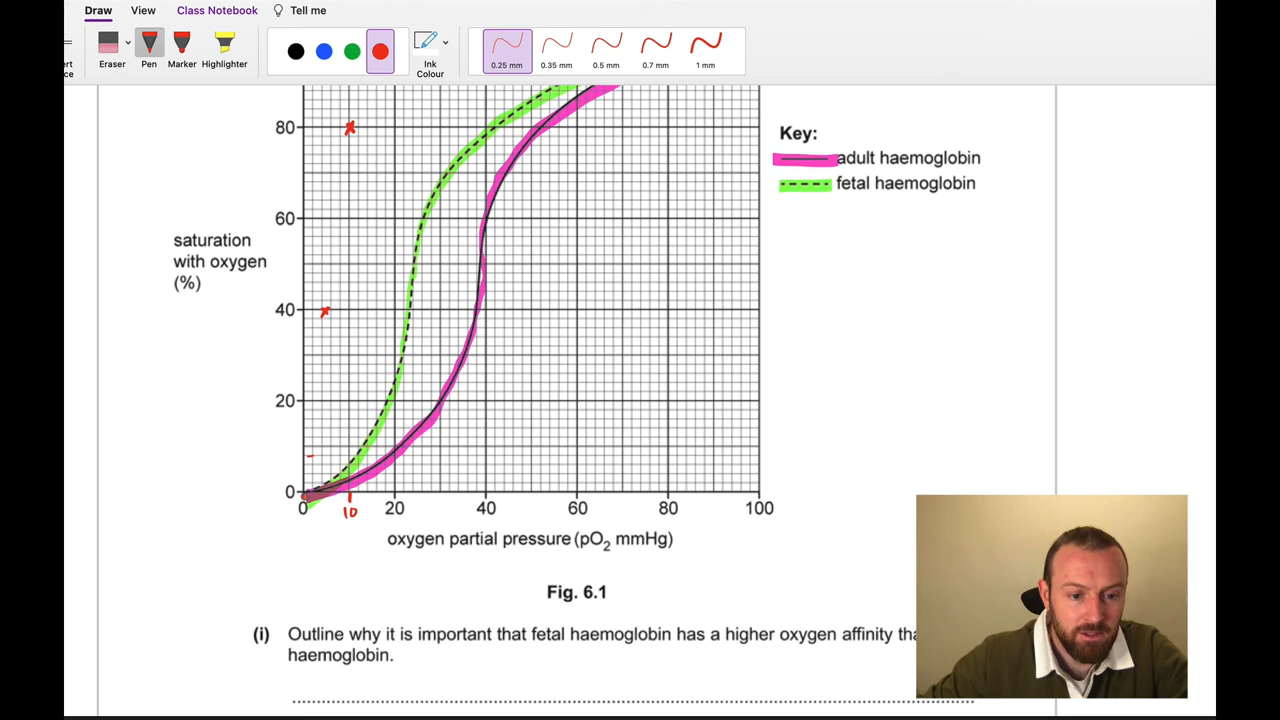 Draw View Class Notebook Tell me
ert
ce
Eraser Pen Marker Highlighter
Ink
Colour
0.25 mm 0.35 mm 0.5 mm 0.7 mm 1 mm
80
60
40
20
0
saturation
with oxygen
(%)
Key:
adult haemoglobin
fetal haemoglobin
0 20 40 60 80 100
10
oxygen partial pressure (pO2 mmHg)
Fig. 6.1
(i) Outline why it is important that fetal haemoglobin has a higher oxygen affinity tha
haemoglobin.